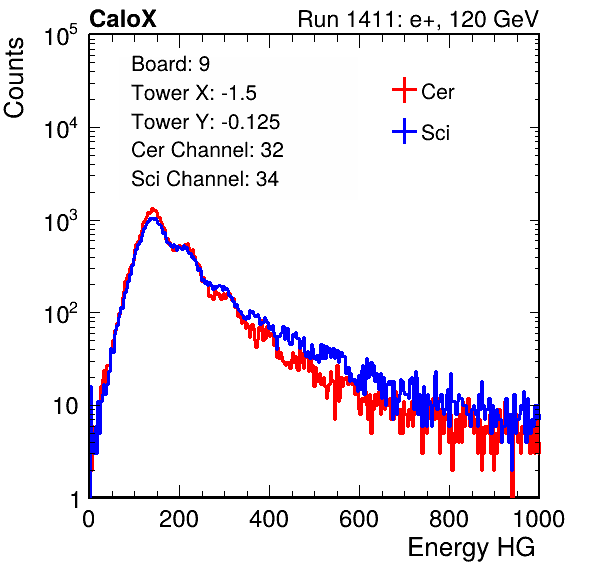 CaloX Run 1411: e+, 120 GeV
Counts
10^5
10^4
10^3
10^2
10
1
Board: 9
Tower X: -1.5
Tower Y: -0.125
Cer Channel: 32
Sci Channel: 34
Cer
Sci
0 200 400 600 800 1000
Energy HG